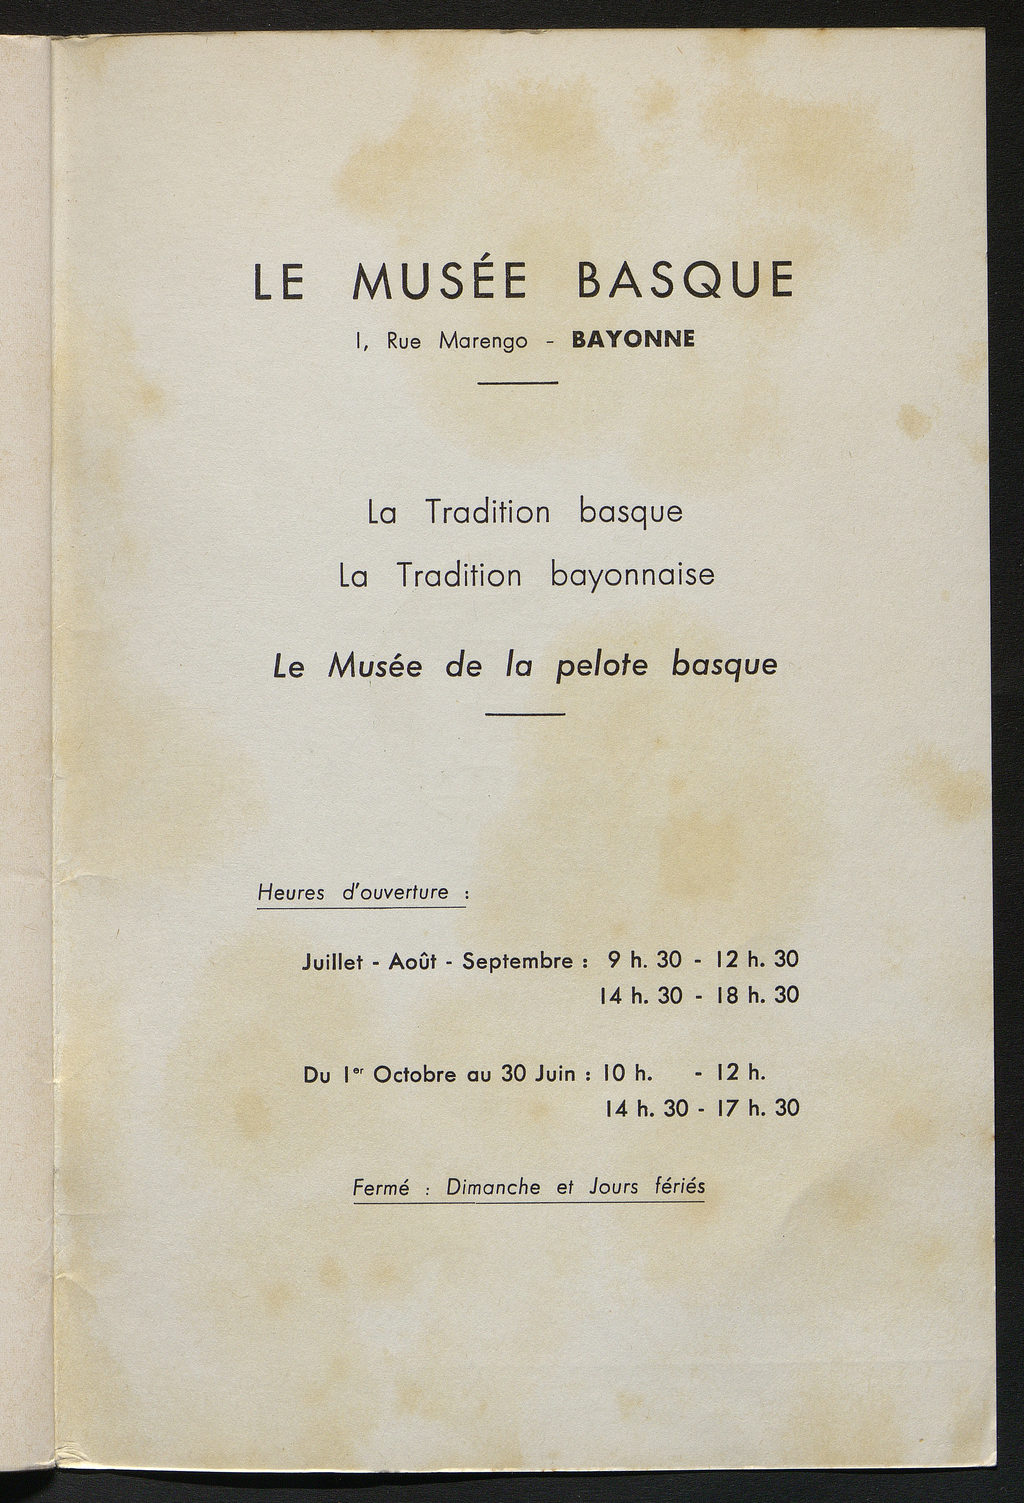 LE MUSÉE BASQUE
1, Rue Marengo - BAYONNE
La Tradition basque
La Tradition bayonnaise
Le Musée de la pelote basque
Heures d'ouverture :
Juillet - Août - Septembre : 9 h. 30 - 12 h. 30
14 h. 30 - 18 h. 30
Du 1er Octobre au 30 Juin : 10 h. - 12 h.
14 h. 30 - 17 h. 30
Fermé : Dimanche et Jours fériés